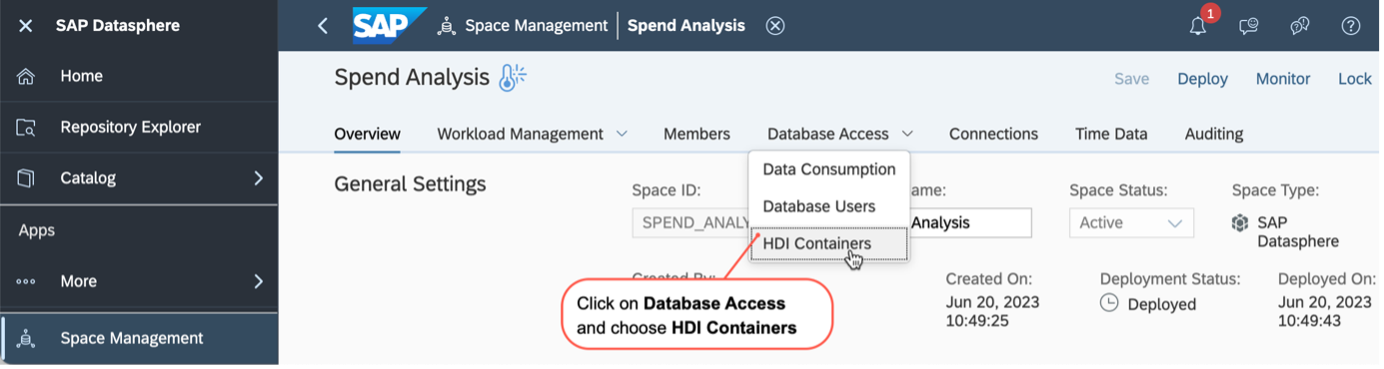 SAP Datasphere
SAP Space Management Spend Analysis
1
Home
Repository Explorer
Catalog
Apps
More
Space Management
Spend Analysis
Save Deploy Monitor Lock
Overview Workload Management Members Database Access Connections Time Data Auditing
Data Consumption
Database Users
HDI Containers
General Settings
Space ID:
SPEND_ANALY
ame:
Analysis
Space Status:
Active
Space Type:
SAP
Datasphere
Created By:
Created On:
Jun 20, 2023
10:49:25
Deployment Status:
Deployed
Deployed On:
Jun 20, 2023
10:49:43
Click on Database Access
and choose HDI Containers